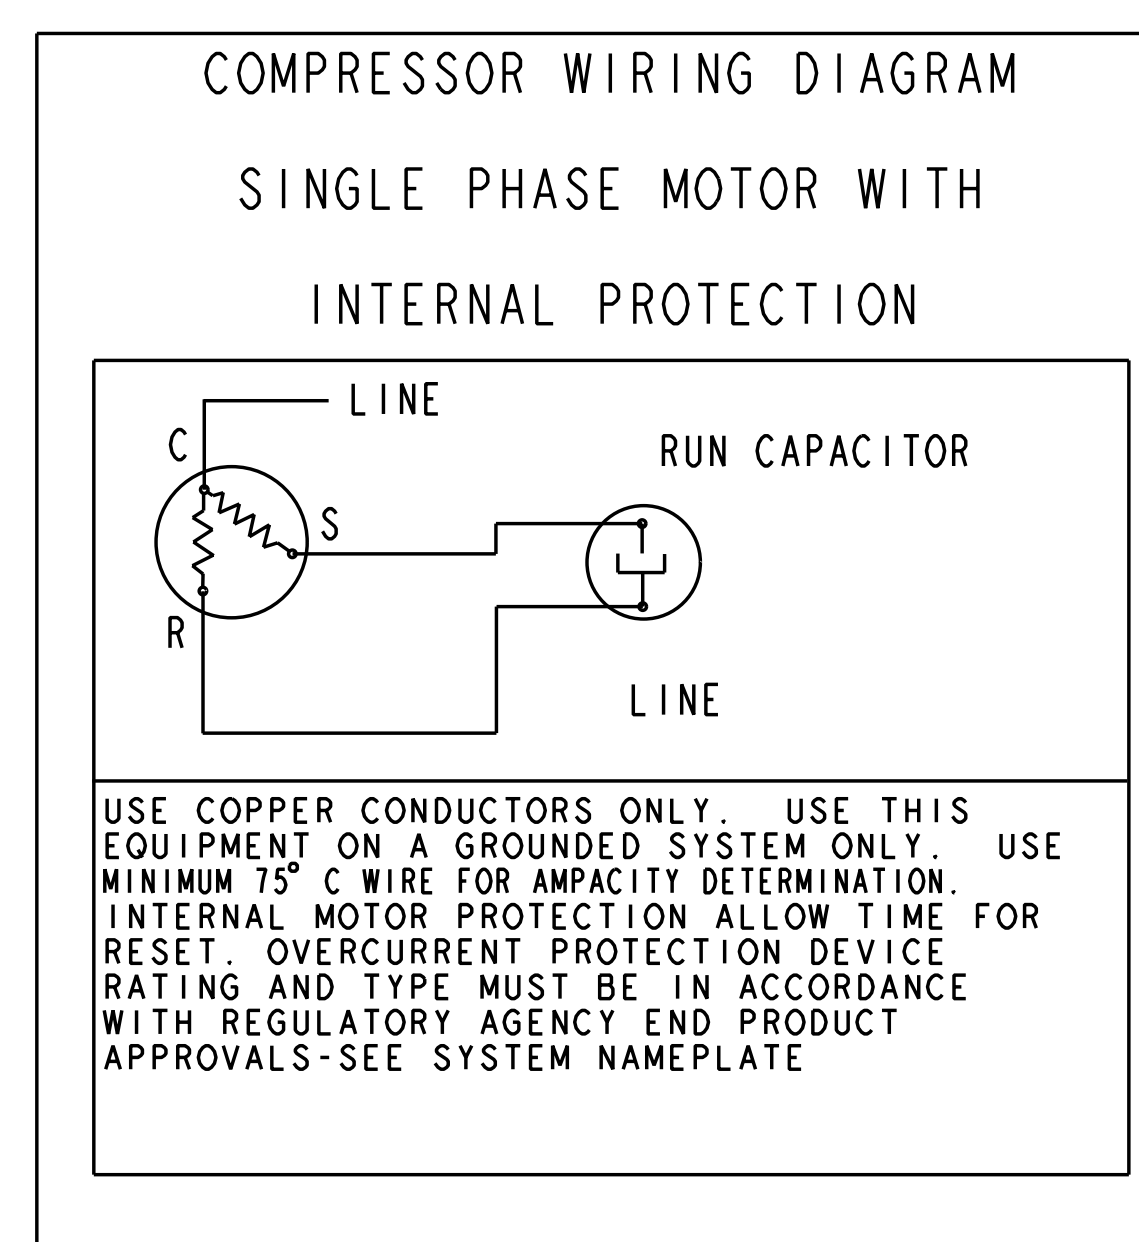 COMPRESSOR WIRING DIAGRAM
SINGLE PHASE MOTOR WITH
INTERNAL PROTECTION
LINE
C
RUN CAPACITOR
S
R
LINE
USE COPPER CONDUCTORS ONLY. USE THIS
EQUIPMENT ON A GROUNDED SYSTEM ONLY. USE
MINIMUM 75° C WIRE FOR AMPACITY DETERMINATION.
INTERNAL MOTOR PROTECTION ALLOW TIME FOR
RESET. OVERCURRENT PROTECTION DEVICE
RATING AND TYPE MUST BE IN ACCORDANCE
WITH REGULATORY AGENCY END PRODUCT
APPROVALS-SEE SYSTEM NAMEPLATE